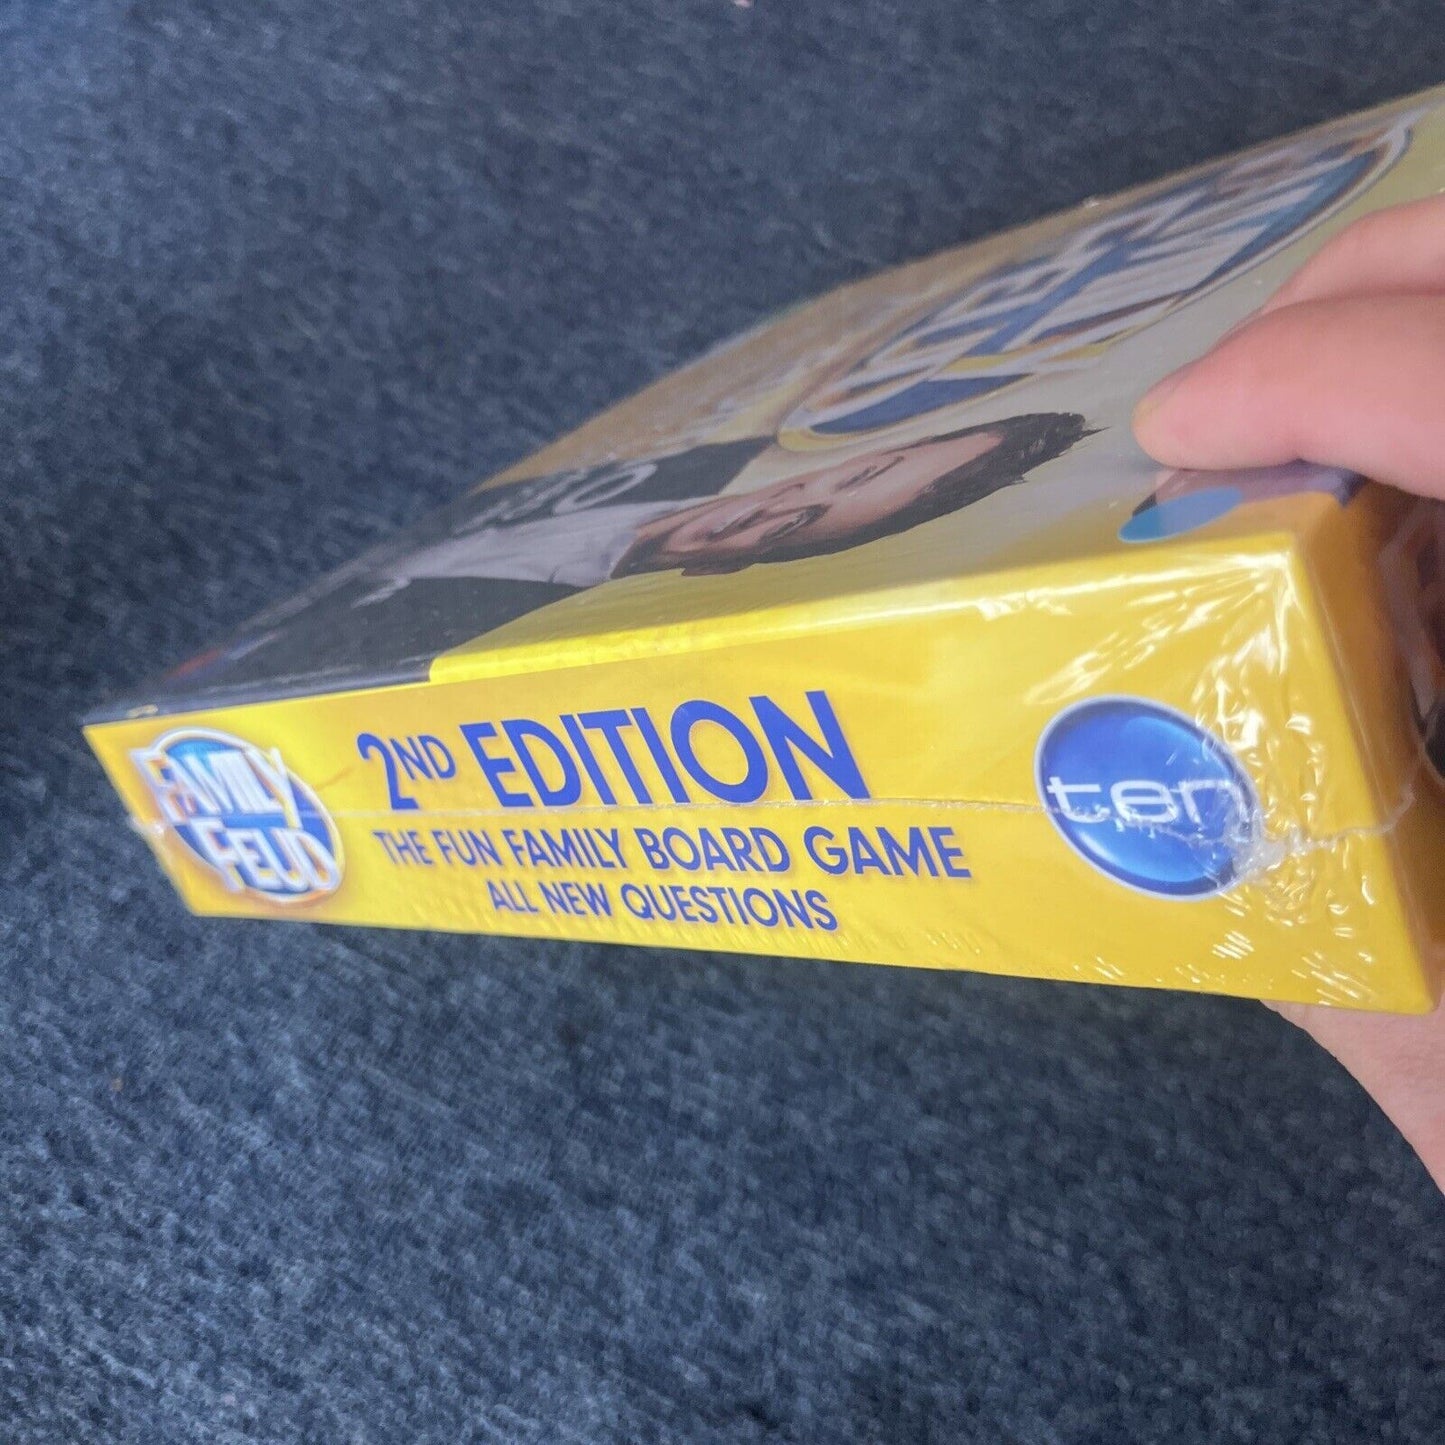 FAMILY
FEUD
2ND EDITION
THE FUN FAMILY BOARD GAME
ALL NEW QUESTIONS
ten